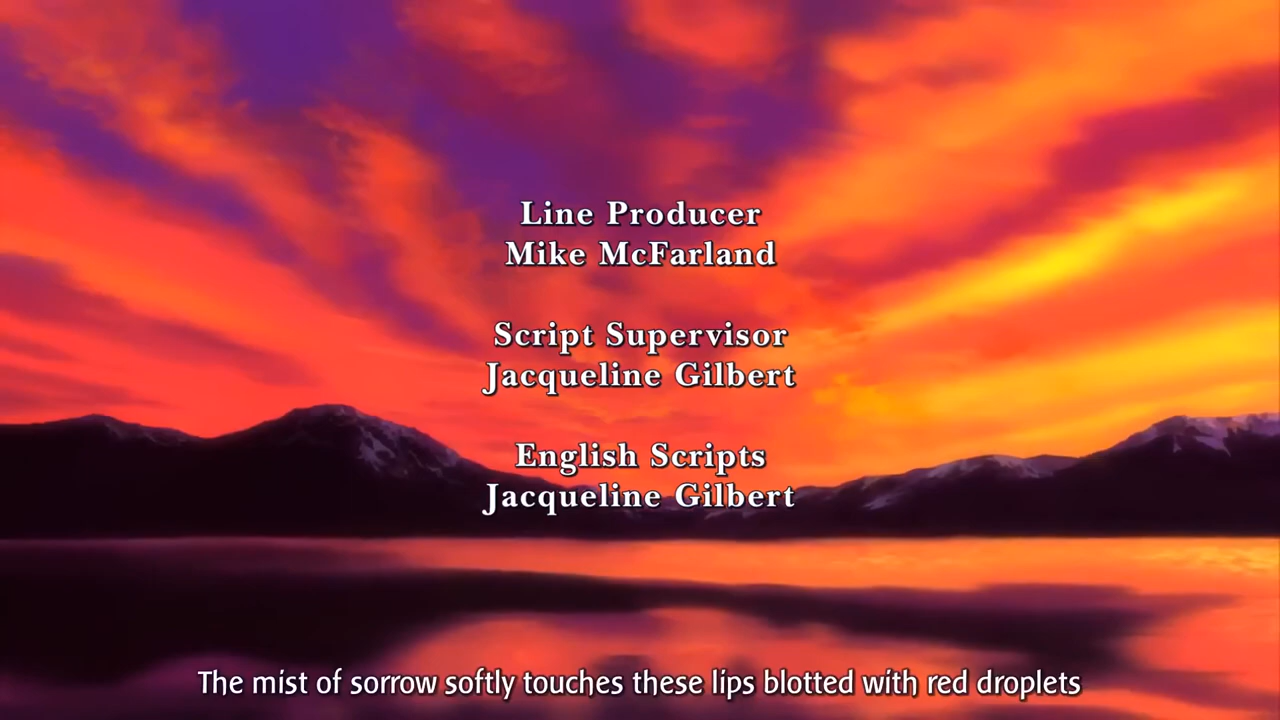 Line Producer
Mike McFarland
Script Supervisor
Jacqueline Gilbert
English Scripts
Jacqueline Gilbert
The mist of sorrow softly touches these lips blotted with red droplets